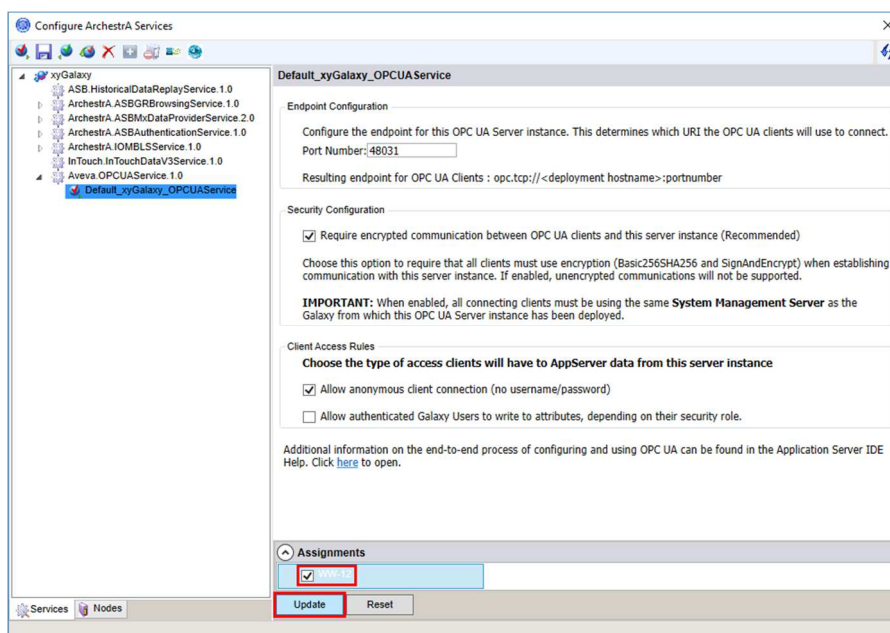 Configure ArchestrA Services
xyGalaxy
ASB.HistoricalDataReplayService.1.0
ArchestrA.ASBGRBrowsingService.1.0
ArchestrA.ASBMxDataProviderService.2.0
ArchestrA.ASBAuthenticationService.1.0
ArchestrA.IOMBLSService.1.0
InTouch.InTouchDataV3Service.1.0
Aveva.OPCUAService.1.0
Default_xyGalaxy_OPCUAService
Services
Nodes
Default_xyGalaxy_OPCUAService
Endpoint Configuration
Configure the endpoint for this OPC UA Server instance. This determines which URI the OPC UA clients will use to connect.
Port Number: 48031
Resulting endpoint for OPC UA Clients : opc.tcp://<deployment hostname>:portnumber
Security Configuration
Require encrypted communication between OPC UA clients and this server instance (Recommended)
Choose this option to require that all clients must use encryption (Basic256SHA256 and SignAndEncrypt) when establishing
communication with this server instance. If enabled, unencrypted communications will not be supported.
IMPORTANT: When enabled, all connecting clients must be using the same System Management Server as the
Galaxy from which this OPC UA Server instance has been deployed.
Client Access Rules
Choose the type of access clients will have to AppServer data from this server instance
Allow anonymous client connection (no username/password)
Allow authenticated Galaxy Users to write to attributes, depending on their security role.
Additional information on the end-to-end process of configuring and using OPC UA can be found in the Application Server IDE
Help. Click here to open.
Assignments
Update
Reset